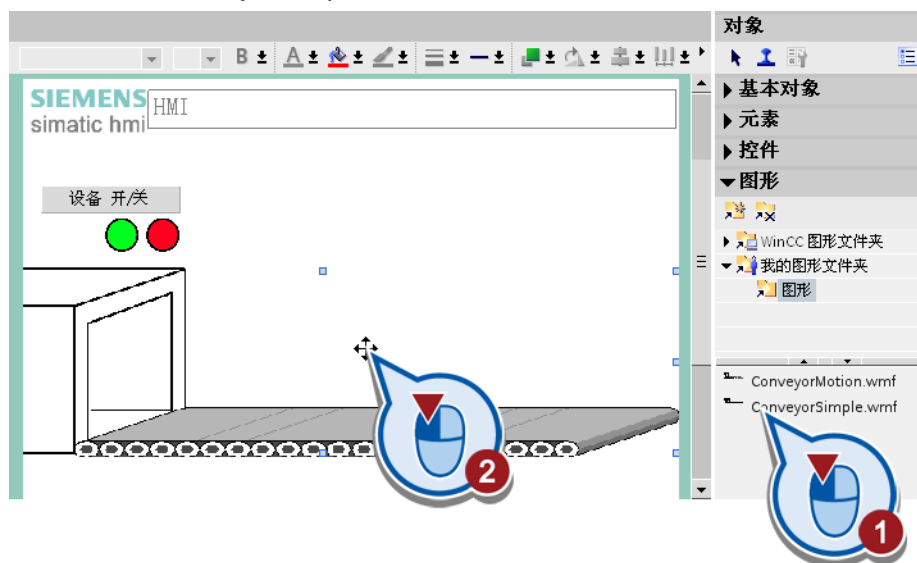 对象
B A
SIEMENS
simatic hmi
HMI
基本对象
元素
控件
图形
设备 开/关
WinCC 图形文件夹
我的图形文件夹
图形
ConveyorMotion.wmf
ConveyorSimple.wmf
2
1